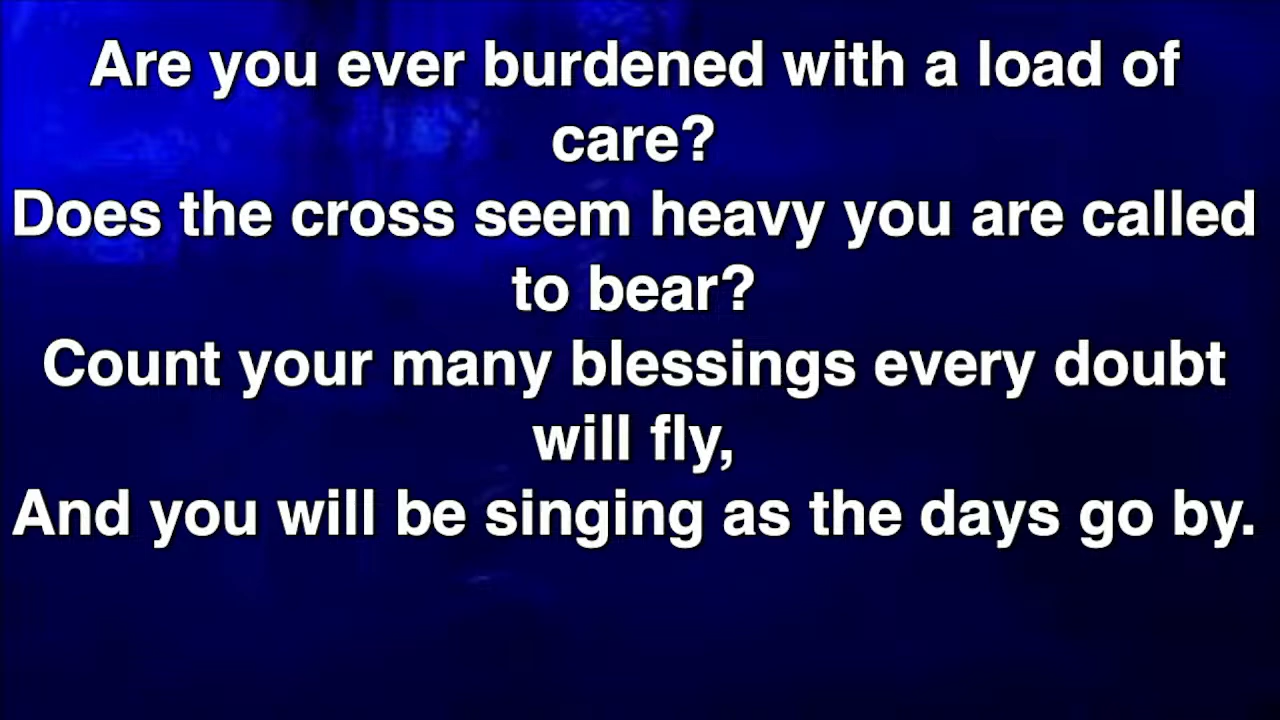 Are you ever burdened with a load of
care?
Does the cross seem heavy you are called
to bear?
Count your many blessings every doubt
will fly,
And you will be singing as the days go by.